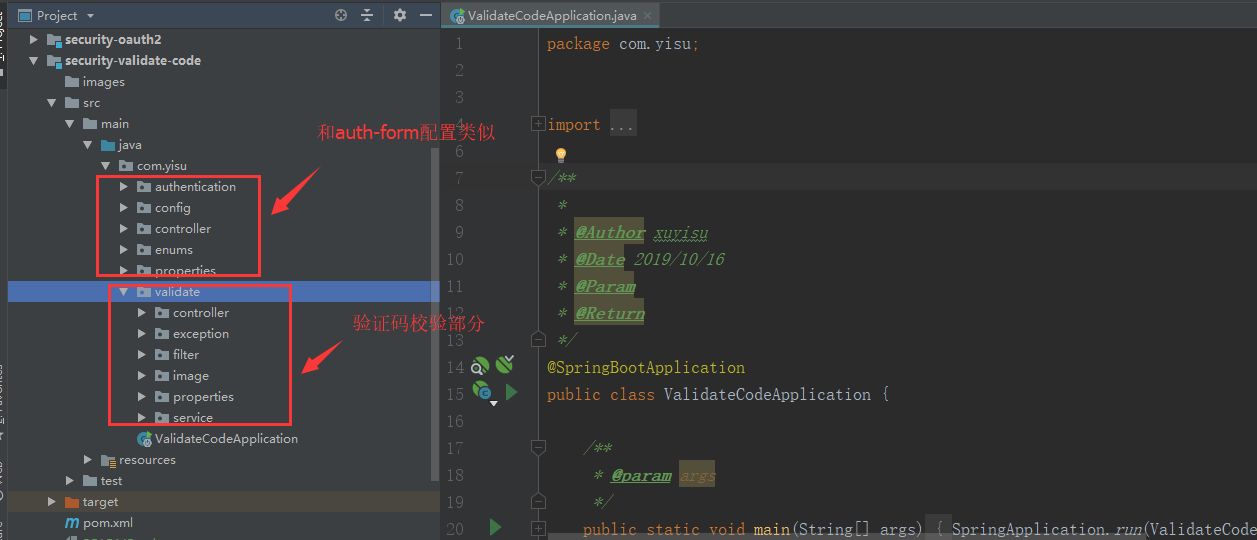 Project
security-oauth2
security-validate-code
images
src
main
java
com.yisu
authentication
config
controller
enums
properties
validate
controller
exception
filter
image
properties
service
ValidateCodeApplication
resources
test
target
pom.xml
和auth-form配置类似
验证码校验部分
ValidateCodeApplication.java
1 package com.yisu;
2
3
4 import ...
6
7 /**
8 *
9 * @Author xuyisu
10 * @Date 2019/10/16
11 * @Param
12 * @Return
13 */
14 @SpringBootApplication
15 public class ValidateCodeApplication {
16
17 /**
18 * @param args
19 */
20 public static void main(String[] args) { SpringApplication.run(ValidateCode